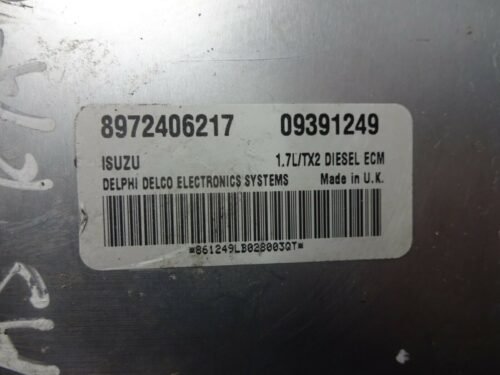 8972406217 09391249
ISUZU 1.7L/TX2 DIESEL ECM
DELPHI DELCO ELECTRONICS SYSTEMS Made in U.K.
*861249LB028003QT*